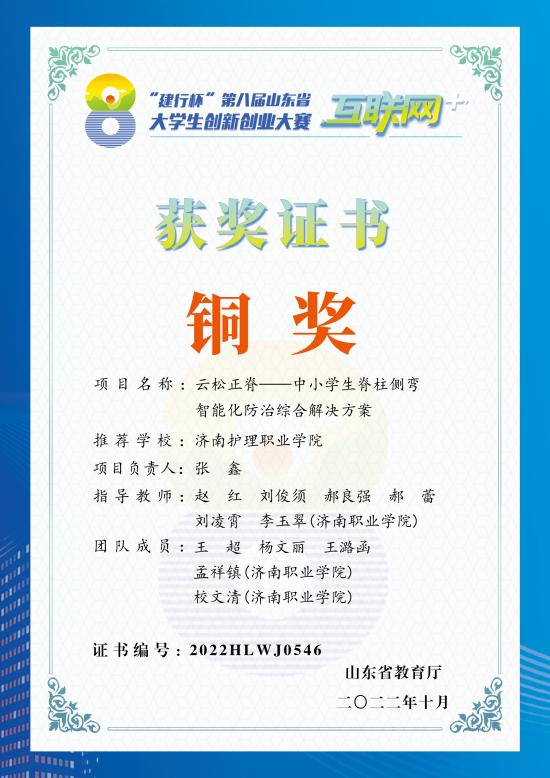 “建行杯”第八届山东省
大学生创新创业大赛
互联网+
获奖证书
铜 奖
项目名称：云松正脊——中小学生脊柱侧弯
智能化防治综合解决方案
推荐学校：济南护理职业学院
项目负责人：张 鑫
指导教师：赵 红 刘俊须 郝良强 郝 蕾
刘凌霄 李玉翠(济南职业学院)
团队成员：王 超 杨文丽 王潞函
孟祥镇(济南职业学院)
校文清(济南职业学院)
证书编号：2022HLWJ0546
山东省教育厅
二〇二二年十月